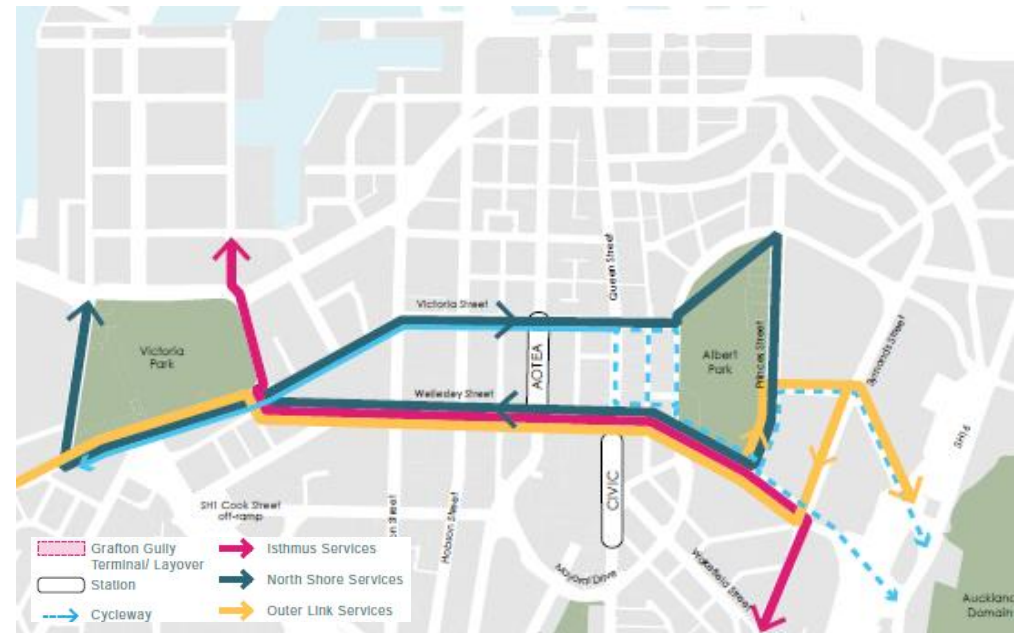 Queen Street
Victoria Street
Symonds Street
Victoria
Park
AOTEA
Albert
Park
Princes Street
Wellesley Street
SH16
CIVIC
SH1 Cook Street
off-ramp
on Street
Hobson Street
Mayoral Drive
Wakefield Street
Auckland
Domain
Grafton Gully
Terminal/ Layover
Station
Cycleway
Isthmus Services
North Shore Services
Outer Link Services